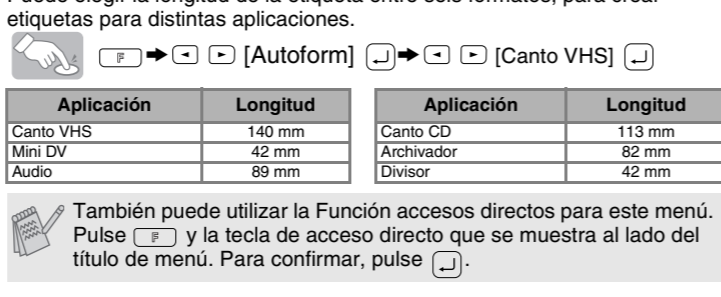 Puede elegir la longitud de la etiqueta entre seis formatos, para crear
etiquetas para distintas aplicaciones.
F [Autoform] [Canto VHS]
Aplicación Longitud
Canto VHS 140 mm
Mini DV 42 mm
Audio 89 mm
Aplicación Longitud
Canto CD 113 mm
Archivador 82 mm
Divisor 42 mm
También puede utilizar la Función accesos directos para este menú.
Pulse F y la tecla de acceso directo que se muestra al lado del
título de menú. Para confirmar, pulse .